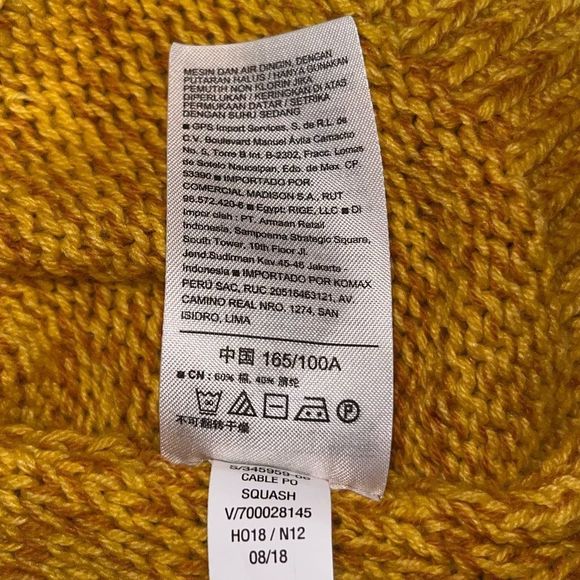 MESIN DAN AIR DINGIN, DENGAN
PUTARAN HALUS / HANYA GUNAKAN
PEMUTIH NON KLORIN JIKA
DIPERLUKAN / KERINGKAN DI ATAS
PERMUKAAN DATAR / SETRIKA
DENGAN SUHU SEDANG
■ GPS Import Services, S. de R.L. de
C.V. Boulevard Manuel Ávila Camacho
No. 5, Torre B Int. B-2302, Fracc. Lomas
de Sotelo Naucalpan, Edo. de Max. CP
53390 ■ IMPORTADO POR:
COMERCIAL MADISON S.A., RUT
96.572.420-6 ■ Egypt: RIGE, LLC ■ DI
Impor oleh : PT. Armaen Retail
Indonesia, Sampoerna Strategic Square,
South Tower, 19th Floor Jl.
Jend.Sudirman Kav.45-46 Jakarta -
Indonesia ■ IMPORTADO POR KOMAX
PERÚ SAC, RUC 20516463121, AV.
CAMINO REAL NRO. 1274, SAN
ISIDRO, LIMA
中国 165/100A
■ CN : 60% 棉, 40% 腈纶
P
不可翻转干燥
S/345959-
CABLE PO
SQUASH
V/700028145
HO18 / N12
08/18